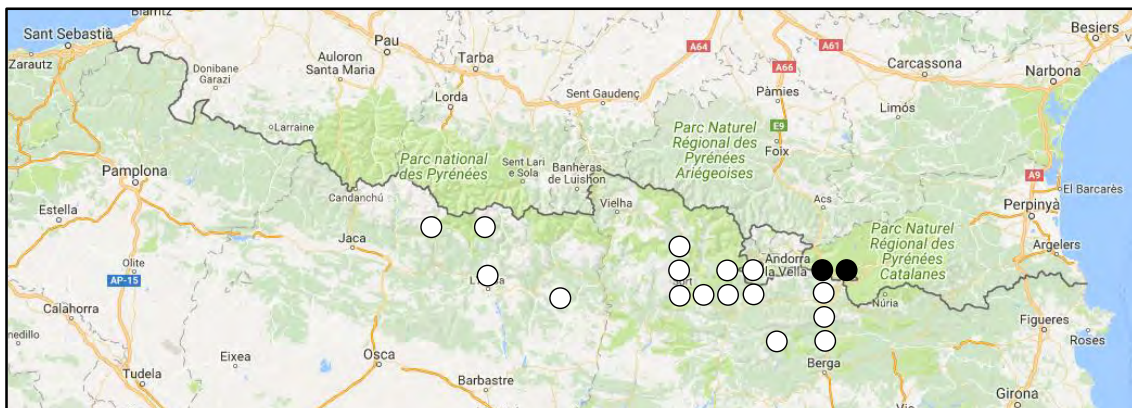 Biarritz
Sant Sebastià
Zarautz
Donibane
Garazi
Pau
Auloron
Santa Maria
Tarba
Lorda
A64
Sent Gaudenç
A61
A66
Pàmies
E9
Foix
Carcassona
Limós
Besiers
Narbona
Larraine
Parc national
des Pyrénées
Sent Lari
e Sola
Banhèras
de Luishon
Parc Naturel
Régional des
Pyrénées
Ariégeoises
A9
El Barcarès
Perpinyà
Pamplona
Estella
Candanchú
Vielha
Acs
Parc Naturel
Régional des
Pyrénées
Catalanes
Argelers
Jaca
Andorra
la Vella
Olite
AP-15
Sort
Núria
Calahorra
Figueres
Roses
nedillo
Eixea
Osca
Berga
Tudela
Barbastre
Girona